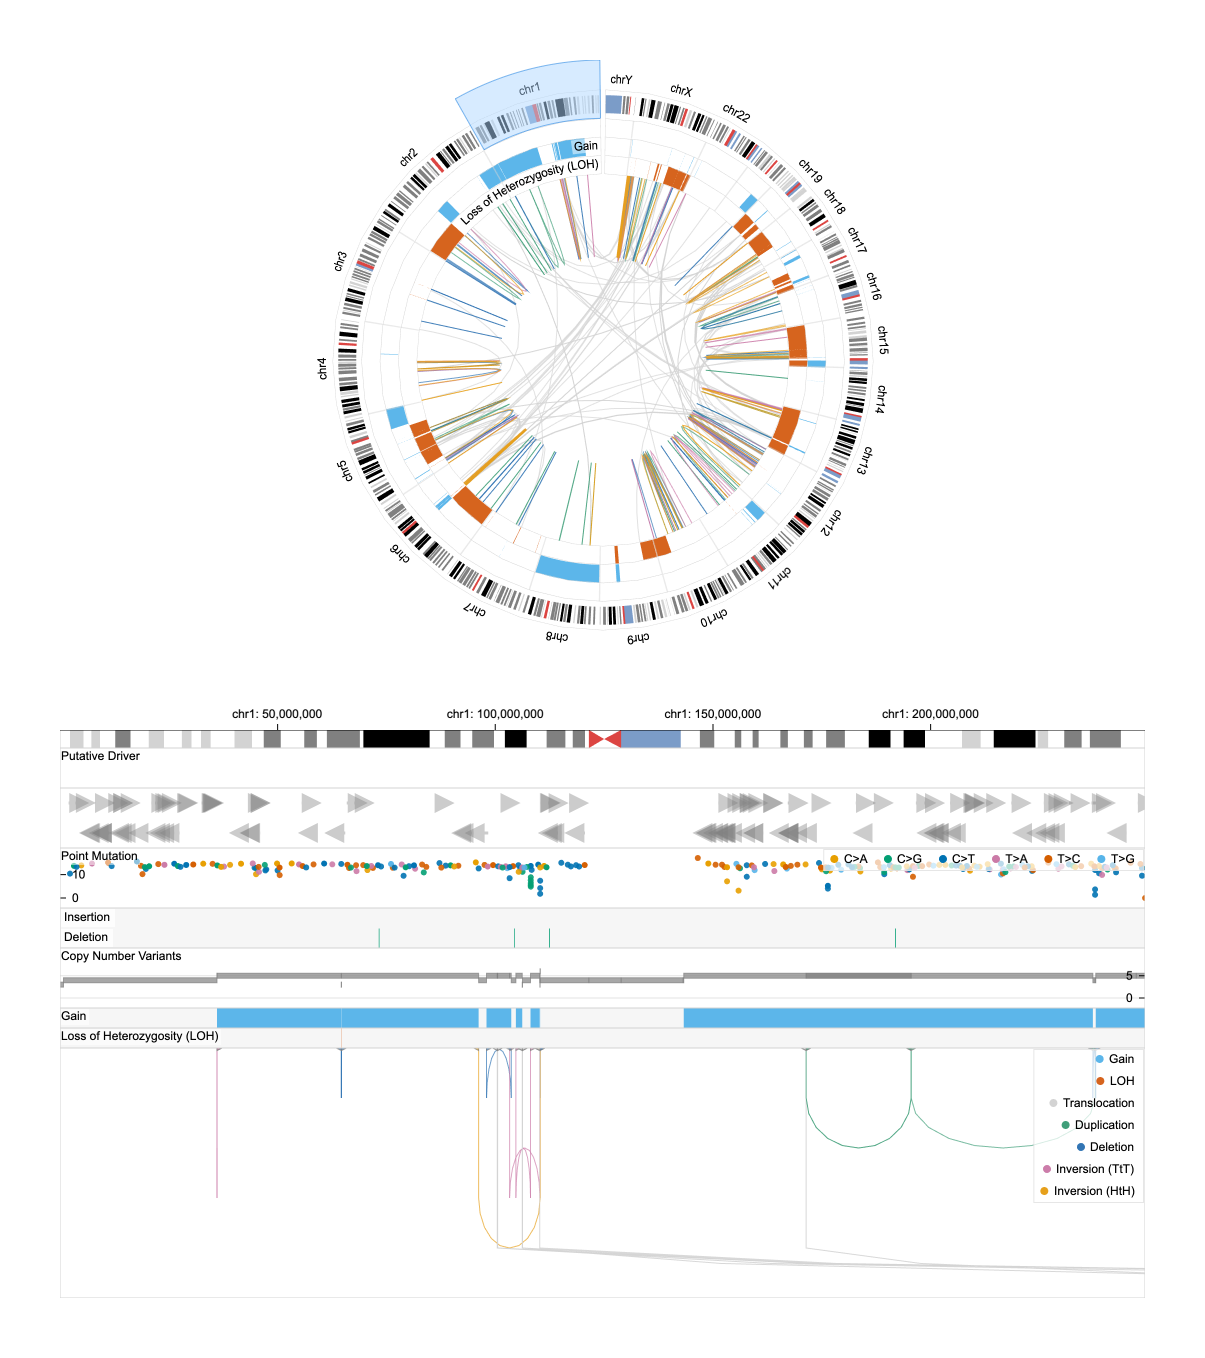 chrY
chrX
chr22
chr19
chr18
chr17
chr16
chr15
chr14
chr13
chr12
chr11
chr10
chr9
chr8
chr7
chr6
chr5
chr4
chr3
chr2
chr1
Gain
Loss of Heterozygosity (LOH)
chr1: 50,000,000 chr1: 100,000,000 chr1: 150,000,000 chr1: 200,000,000
Putative Driver
Point Mutation
C>A C>G C>T T>A T>C T>G
10
0
Insertion
Deletion
Copy Number Variants
5
0
Gain
Loss of Heterozygosity (LOH)
Gain
LOH
Translocation
Duplication
Deletion
Inversion (TtT)
Inversion (HtH)